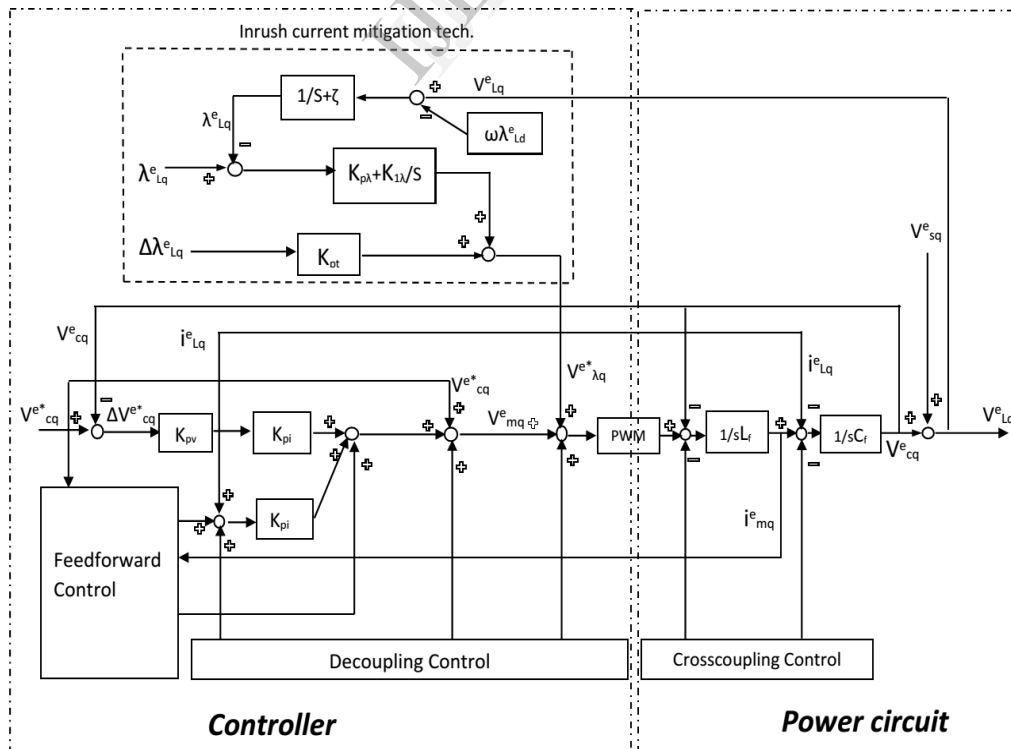 Inrush current mitigation tech.
V^e_Lq
1/S+ζ
λ^e_Lq
ωλ^e_Ld
λ^e_Lq
K_pλ+K_1λ/S
Δλ^e_Lq
K_pt
V^e_sq
V^e_cq
i^e_Lq
V^e*_cq
V^e*_λq
i^e_Lq
V^e*_cq
ΔV^e*_cq
K_pv
K_pi
V^e_mq
PWM
1/sL_f
1/sC_f
V^e_cq
V^e_Lq
K_pi
i^e_mq
Feedforward
Control
Decoupling Control
Crosscoupling Control
Controller
Power circuit